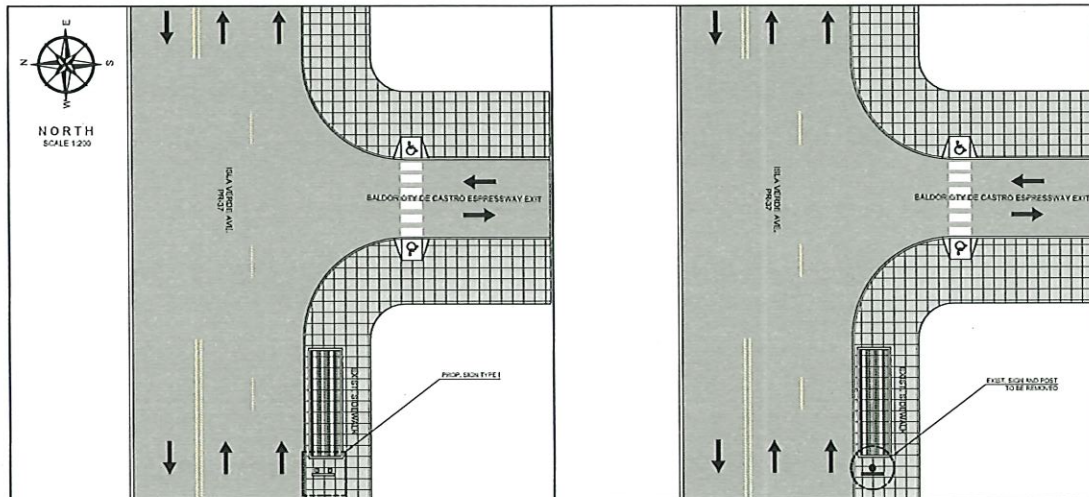 E
N
S
W
NORTH
SCALE 1:200
ISLA VERDE AVE.
PR-37
BALDORIOTY DE CASTRO ESPRESSWAY EXIT
PROP. SIGN TYPE I
EXIST. SIDEWALK
ISLA VERDE AVE.
PR-37
BALDORIOTY DE CASTRO ESPRESSWAY EXIT
EXIST. SIGN AND POST
TO BE REMOVED
EXIST. SIDEWALK